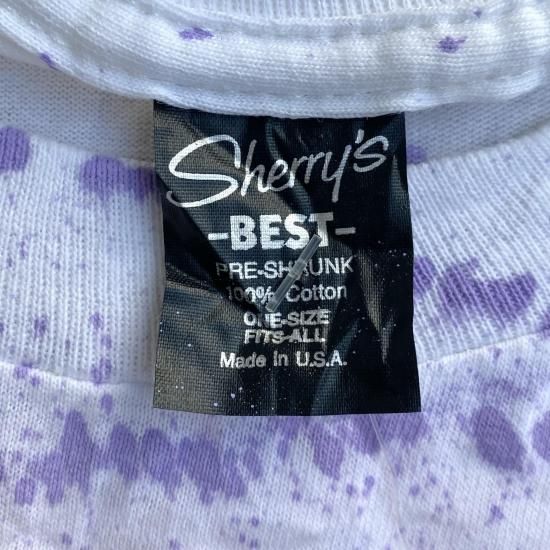 Sherry's
-BEST-
PRE-SHRUNK
100% Cotton
ONE-SIZE
FITS-ALL
Made In U.S.A.